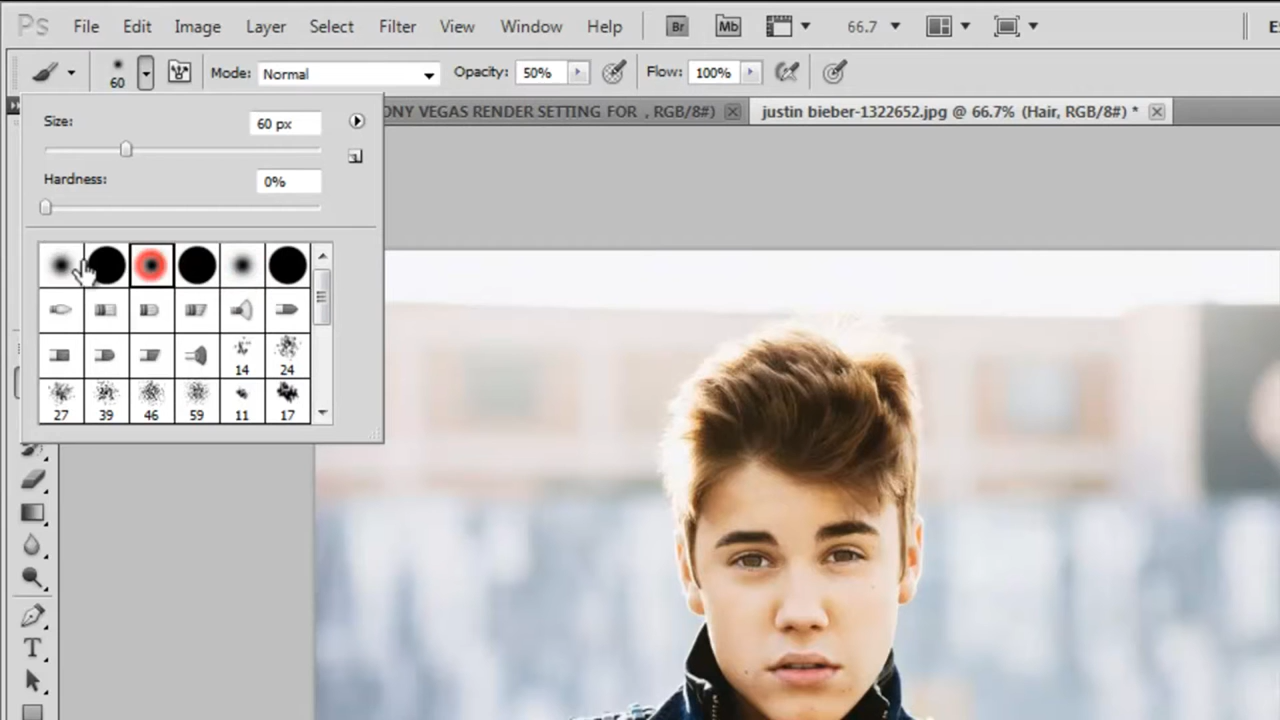 Ps File Edit Image Layer Select Filter View Window Help Br Mb 66.7
60 Mode: Normal Opacity: 50% Flow: 100%
ONY VEGAS RENDER SETTING FOR , RGB/8#) justin bieber-1322652.jpg @ 66.7% (Hair, RGB/8#) *
Size: 60 px
Hardness: 0%
14 24
27 39 46 59 11 17
T